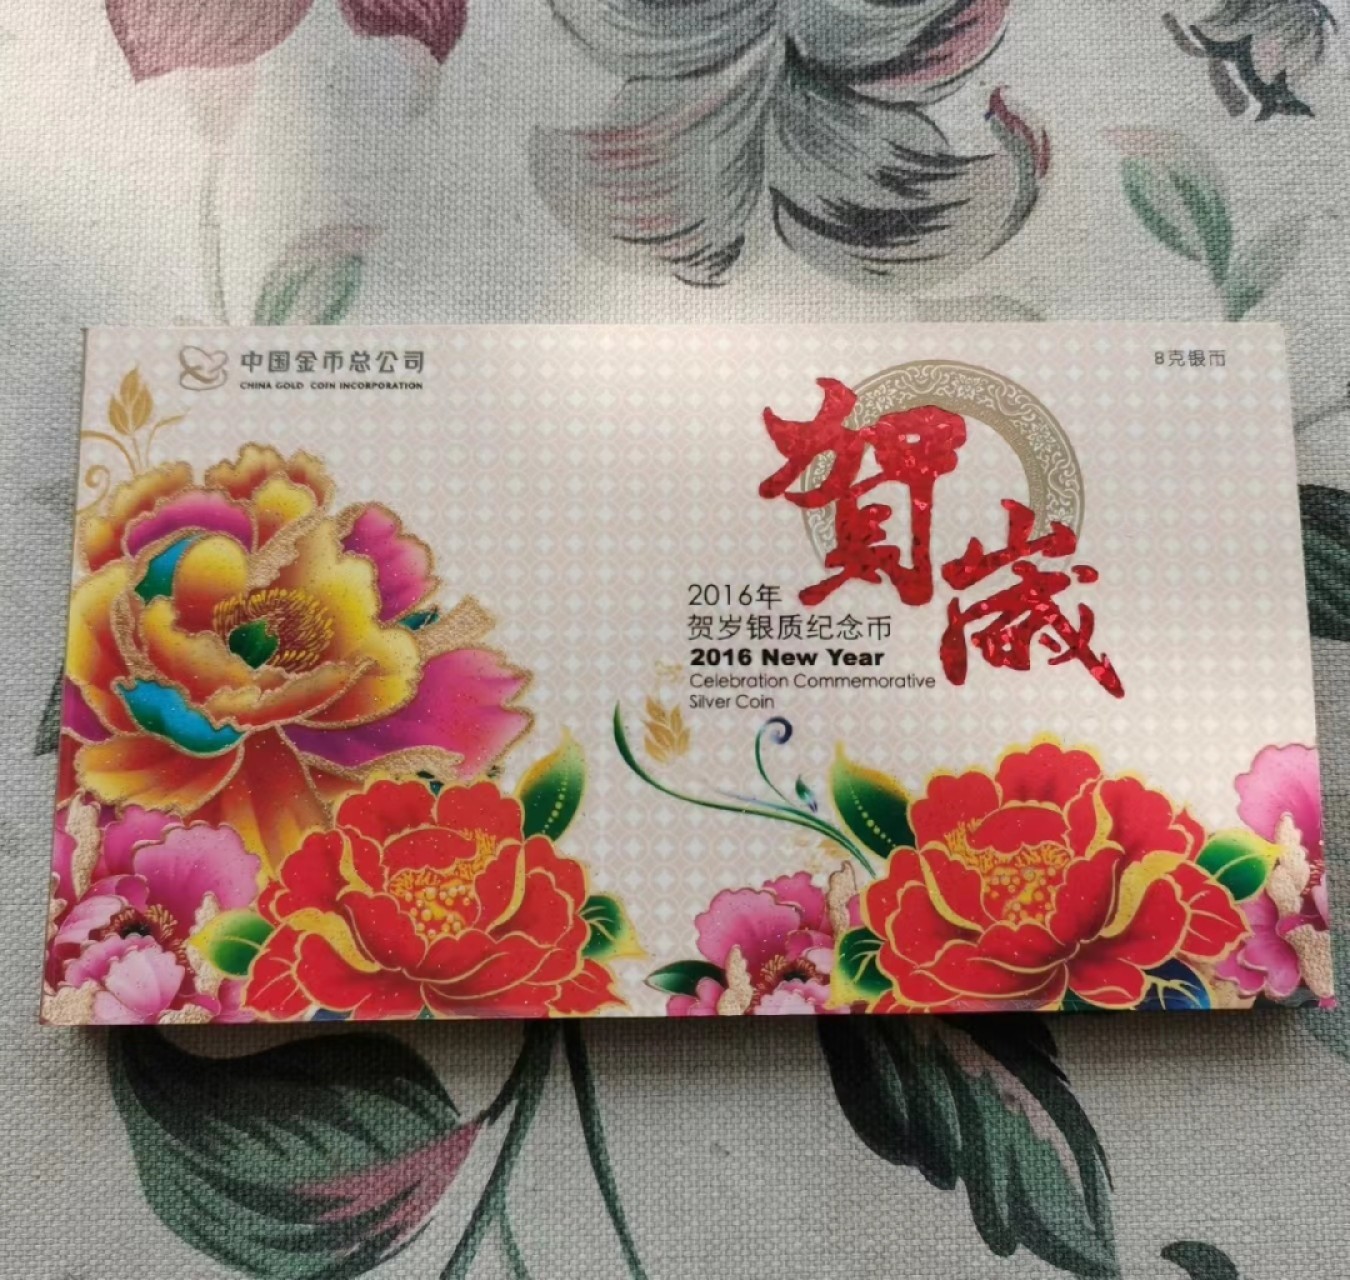 中国金币总公司
CHINA GOLD COIN INCORPORATION
8克银币
贺歲
2016年
贺岁银质纪念币
2016 New Year
Celebration Commemorative
Silver Coin